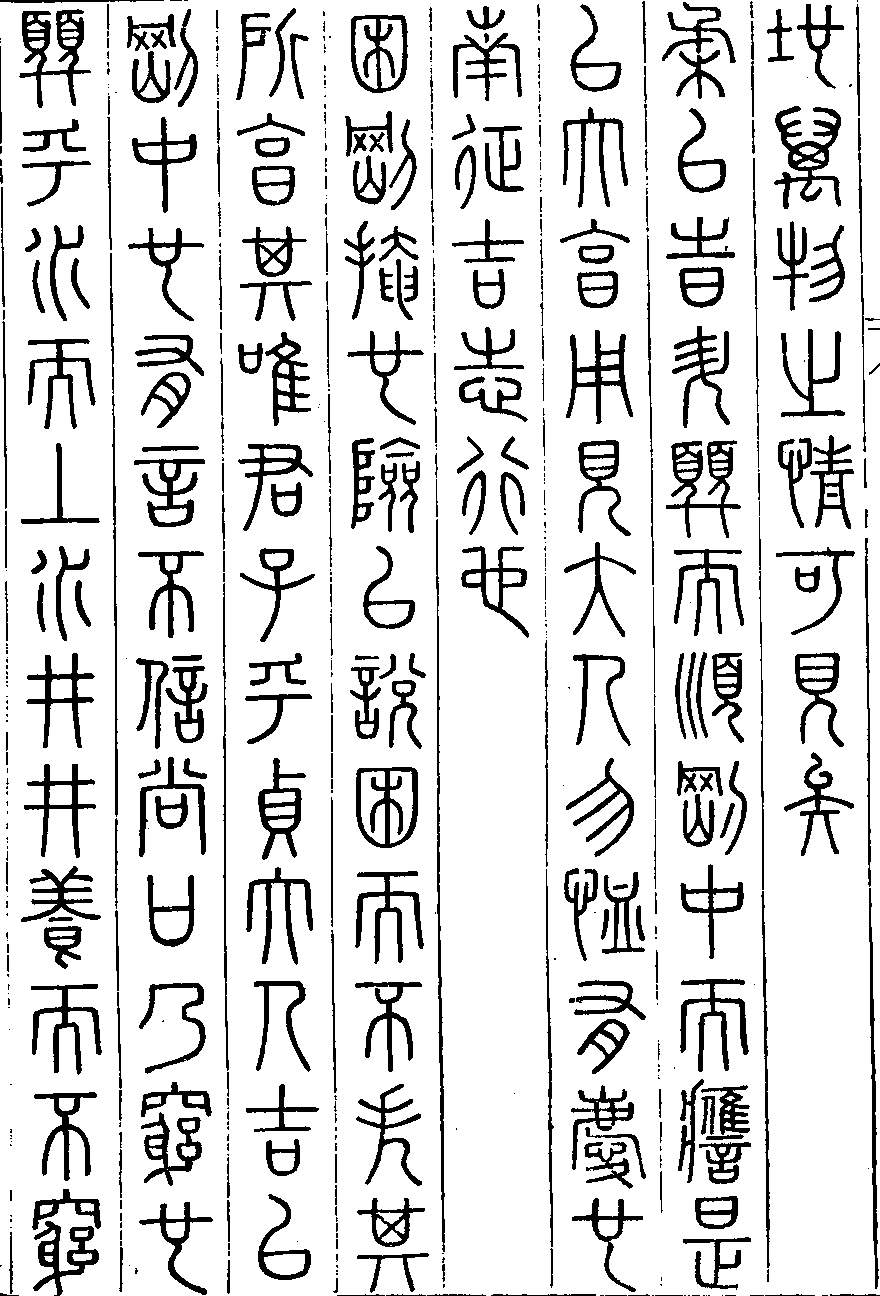 地萬物之情可見矣
柔以時升巽而順剛中而應是
以大亨用見大人勿恤有慶也
南征吉志行也
困剛揜也險以說困而不失其
所亨其唯君子乎貞大人吉以
剛中也有言不信尚口乃窮也
巽乎水而上水井井養而不窮